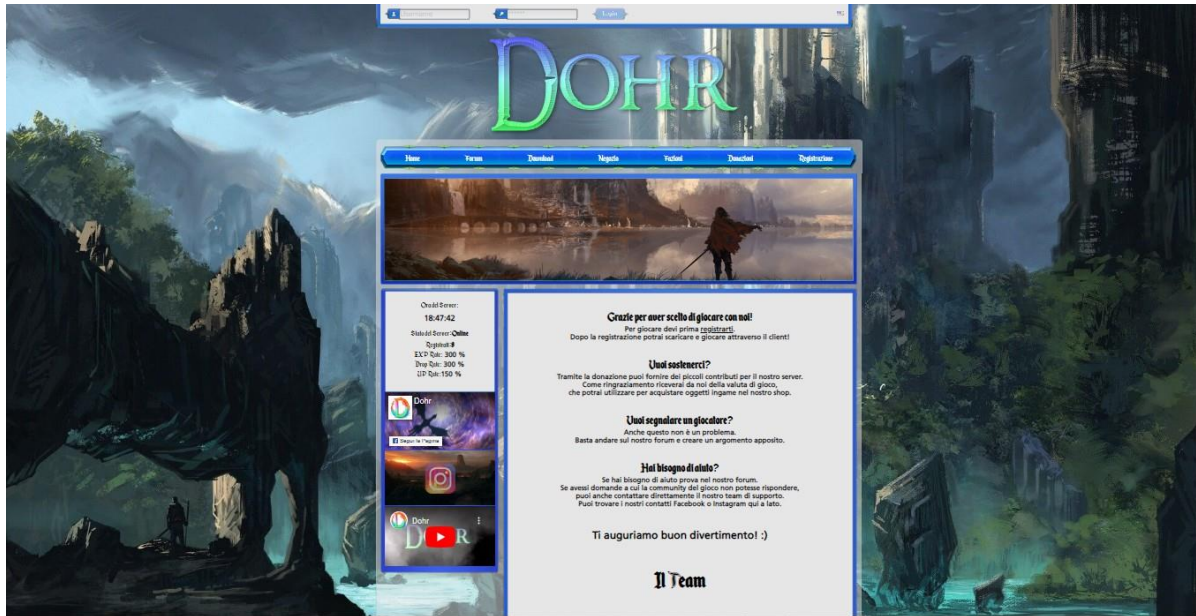 Login
DOHR
Home Forum Download Negozio Fazioni Donazioni Registrazione
Ora del Server:
18:47:42
Stato del Server: Online
Registrati:
EXP Rate: 300 %
Drop Rate: 300 %
UP Rate: 150 %
Dohr
Segui la Pagina
Dohr
DOHR
Grazie per aver scelto di giocare con noi!
Per giocare devi prima registrarti.
Dopo la registrazione potrai scaricare e giocare attraverso il client!
Vuoi sostenerci?
Tramite la donazione puoi fornire dei piccoli contributi per il nostro server.
Come ringraziamento riceverai da noi della valuta di gioco,
che potrai utilizzare per acquistare oggetti ingame nel nostro shop.
Vuoi segnalare un giocatore?
Anche questo non è un problema.
Basta andare sul nostro forum e creare un argomento apposito.
Hai bisogno di aiuto?
Se hai bisogno di aiuto prova nel nostro forum.
Se avessi domande a cui la community del gioco non potesse rispondere,
puoi anche contattare direttamente il nostro team di supporto.
Puoi trovare i nostri contatti Facebook o Instagram qui a lato.
Ti auguriamo buon divertimento! :)
Il Team